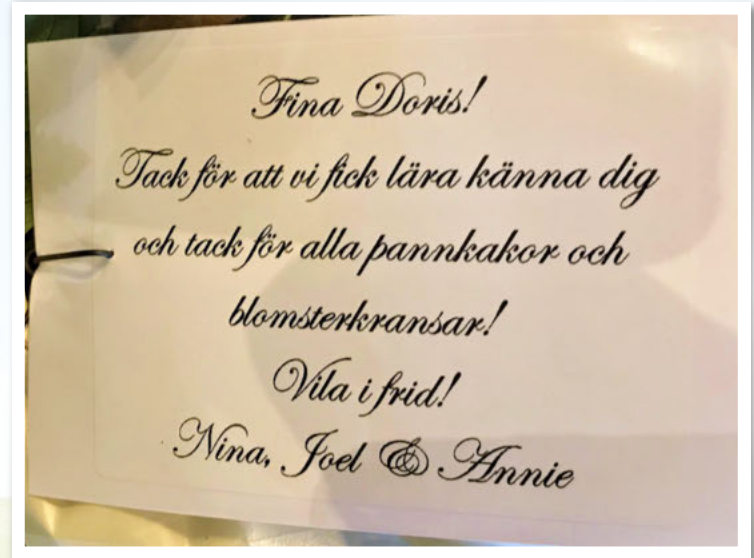 Fina Doris!
Tack för att vi fick lära känna dig
och tack för alla pannkakor och
blomsterkransar!
Vila i frid!
Nina, Joel & Annie